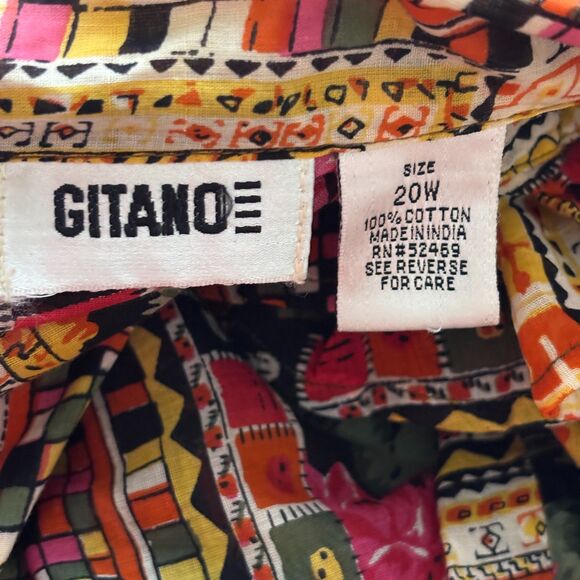 GITANO
SIZE
20W
100% COTTON
MADE IN INDIA
RN#52469
SEE REVERSE
FOR CARE